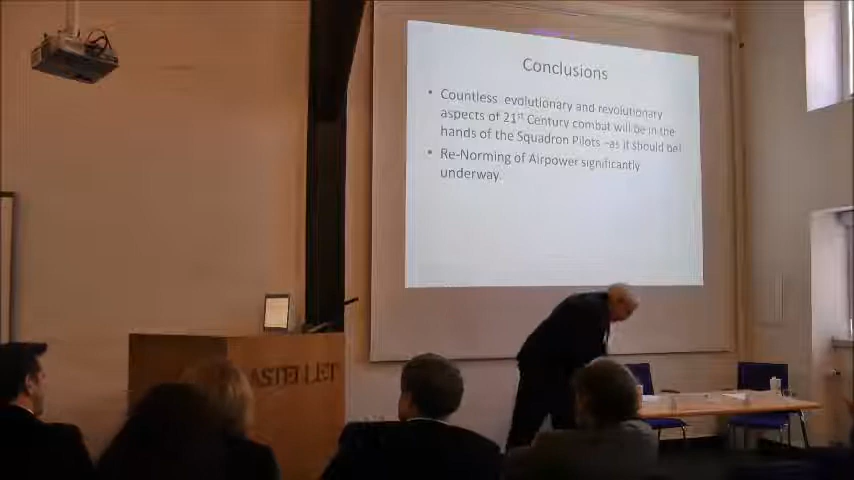 Conclusions
• Countless evolutionary and revolutionary
aspects of 21st Century combat will be in the
hands of the Squadron Pilots –as it should be!
• Re-Norming of Airpower significantly
underway.
KASTELLET